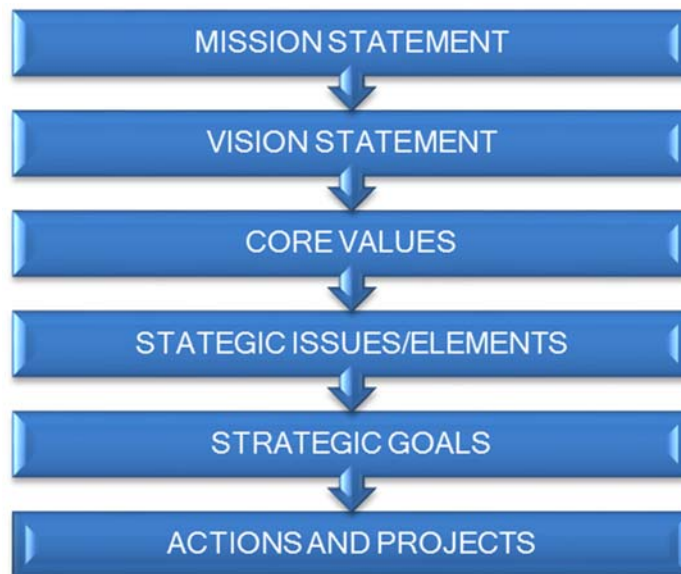 MISSION STATEMENT
VISION STATEMENT
CORE VALUES
STATEGIC ISSUES/ELEMENTS
STRATEGIC GOALS
ACTIONS AND PROJECTS